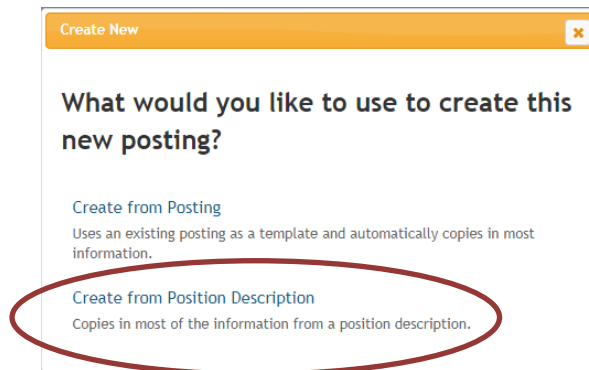 Create New
What would you like to use to create this
new posting?
Create from Posting
Uses an existing posting as a template and automatically copies in most
information.
Create from Position Description
Copies in most of the information from a position description.